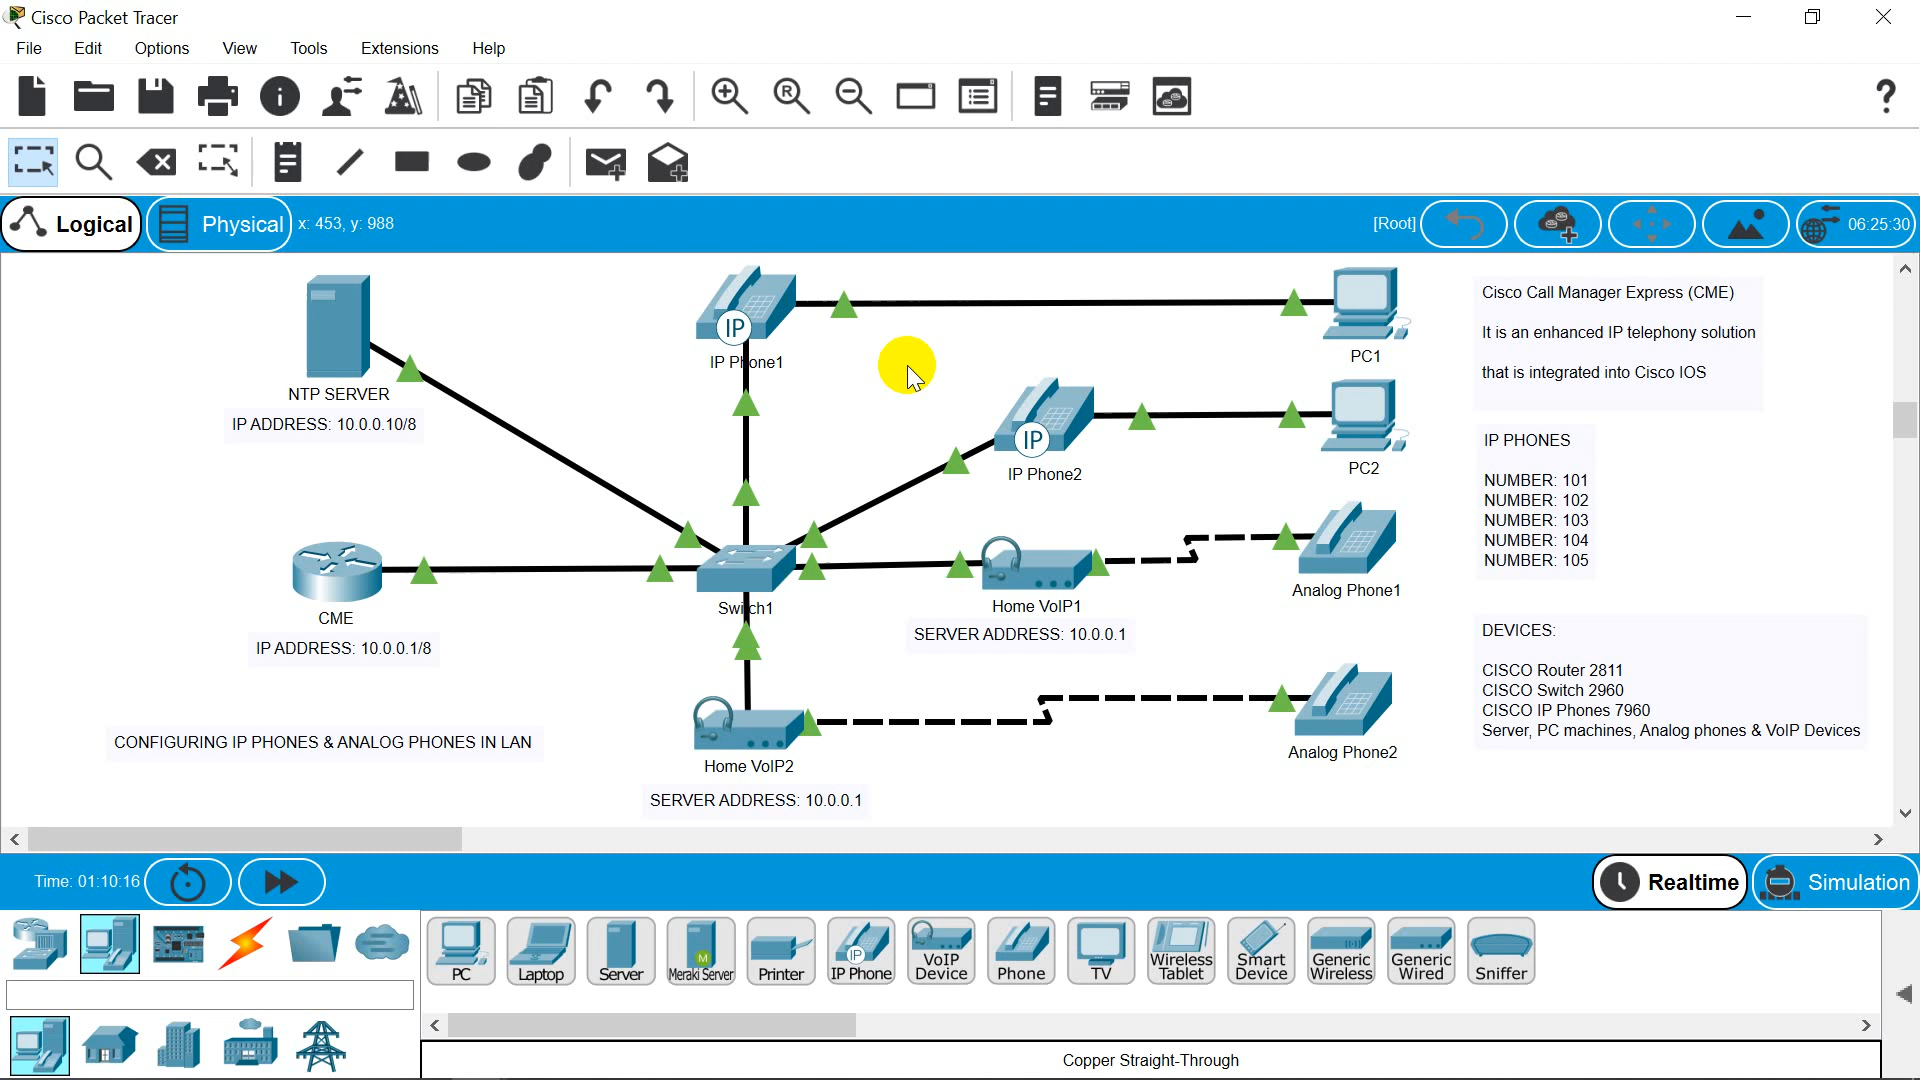 Cisco Packet Tracer
File Edit Options View Tools Extensions Help
Logical Physical x: 453, y: 988 [Root] 06:25:30
NTP SERVER
IP ADDRESS: 10.0.0.10/8
IP
IP Phone1
PC1
IP
IP Phone2
PC2
CME
IP ADDRESS: 10.0.0.1/8
Switch1
Home VoIP1
SERVER ADDRESS: 10.0.0.1
Analog Phone1
Home VoIP2
SERVER ADDRESS: 10.0.0.1
Analog Phone2
CONFIGURING IP PHONES & ANALOG PHONES IN LAN
Cisco Call Manager Express (CME)
It is an enhanced IP telephony solution
that is integrated into Cisco IOS
IP PHONES
NUMBER: 101
NUMBER: 102
NUMBER: 103
NUMBER: 104
NUMBER: 105
DEVICES:
CISCO Router 2811
CISCO Switch 2960
CISCO IP Phones 7960
Server, PC machines, Analog phones & VoIP Devices
Time: 01:10:16 Realtime Simulation
PC
Laptop
Server
M
Meraki Server
Printer
IP
IP Phone
VoIP
Device
Phone
TV
Wireless
Tablet
Smart
Device
Generic
Wireless
Generic
Wired
Sniffer
Copper Straight-Through